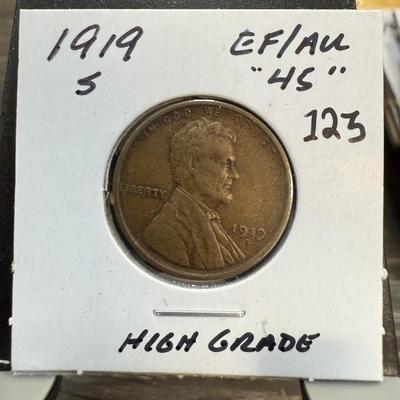 1919 EF/AU
S "45"
123
IN GOD WE TRUST
LIBERTY
1919
S
HIGH GRADE